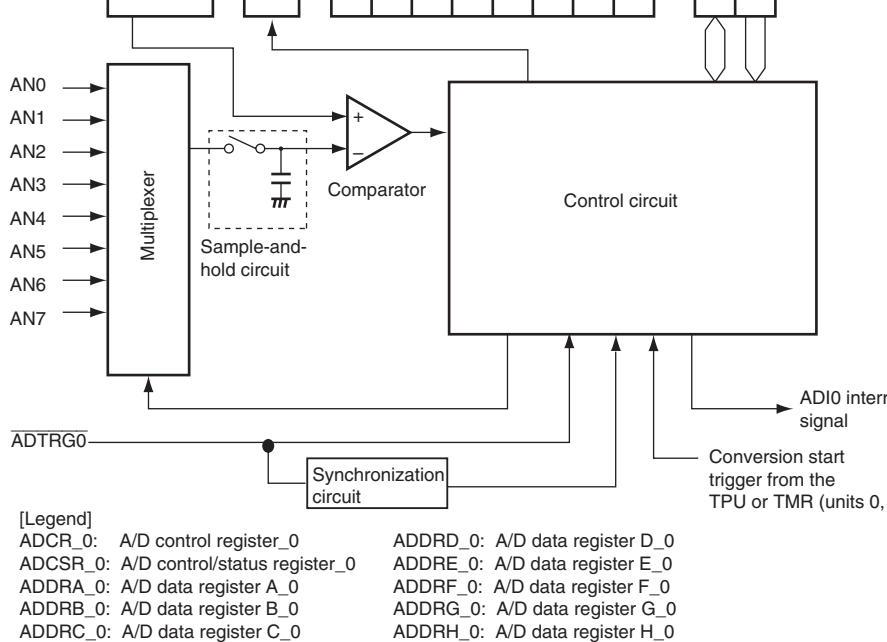 AN0
AN1
AN2
AN3
AN4
AN5
AN6
AN7
Multiplexer
Sample-and-
hold circuit
+
–
Comparator
Control circuit
ADI0
signal
ADTRG0
Synchronization
circuit
Conversion start
trigger from the
TPU or TMR (units 0,
[Legend]
ADCR_0: A/D control register_0
ADCSR_0: A/D control/status register_0
ADDRA_0: A/D data register A_0
ADDRB_0: A/D data register B_0
ADDRC_0: A/D data register C_0
ADDRD_0: A/D data register D_0
ADDRE_0: A/D data register E_0
ADDRF_0: A/D data register F_0
ADDRG_0: A/D data register G_0
ADDRH_0: A/D data register H_0